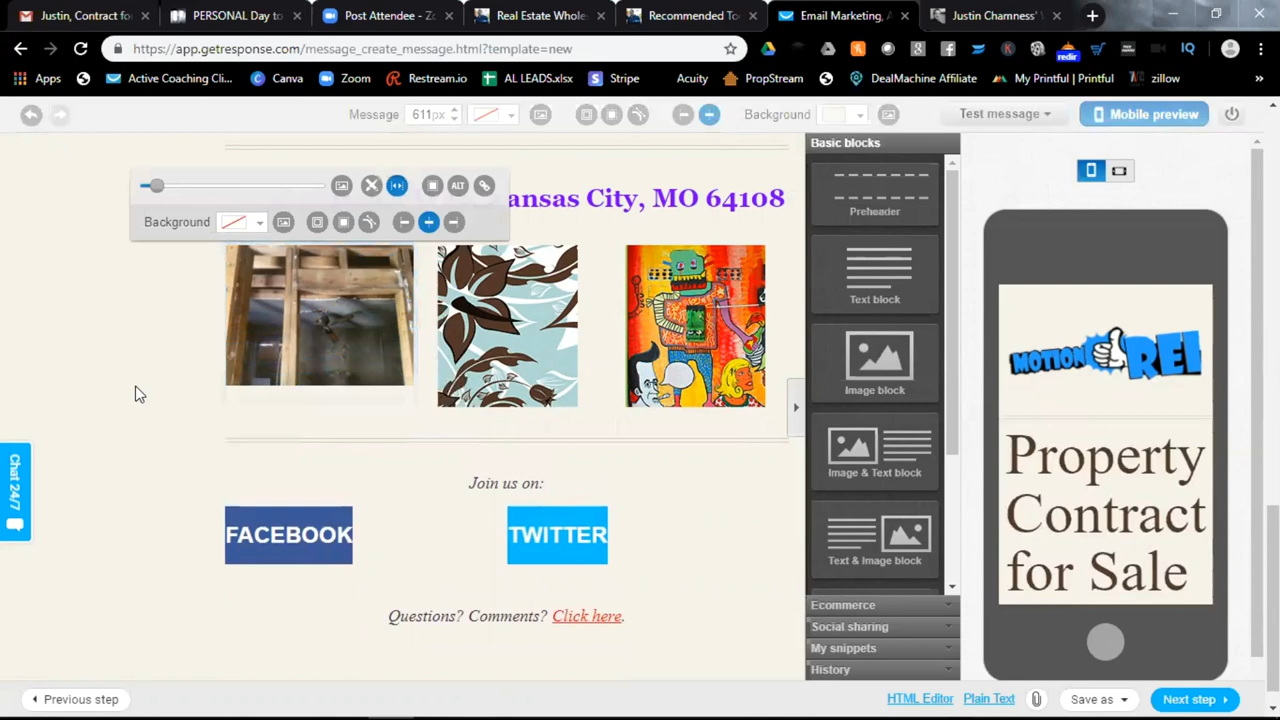 Justin, Contract for
PERSONAL Day to
Post Attendee - Zo
Real Estate Whole
Recommended To
Email Marketing, A
Justin Chamness' \
https://app.getresponse.com/message_create_message.html?template=new
Apps
Active Coaching Cli...
Canva
Zoom
Restream.io
AL LEADS.xlsx
Stripe
Acuity
PropStream
DealMachine Affiliate
My Printful | Printful
zillow
redir
IQ
Message 611px
Background
Test message
Mobile preview
Basic blocks
Preheader
Text block
Image block
Image & Text block
Text & Image block
Ecommerce
Social sharing
My snippets
History
ALT
Background
ansas City, MO 64108
Join us on:
FACEBOOK
TWITTER
Questions? Comments? Click here.
Chat 24/7
MOTION REI
Property
Contract
for Sale
Previous step
HTML Editor
Plain Text
Save as
Next step